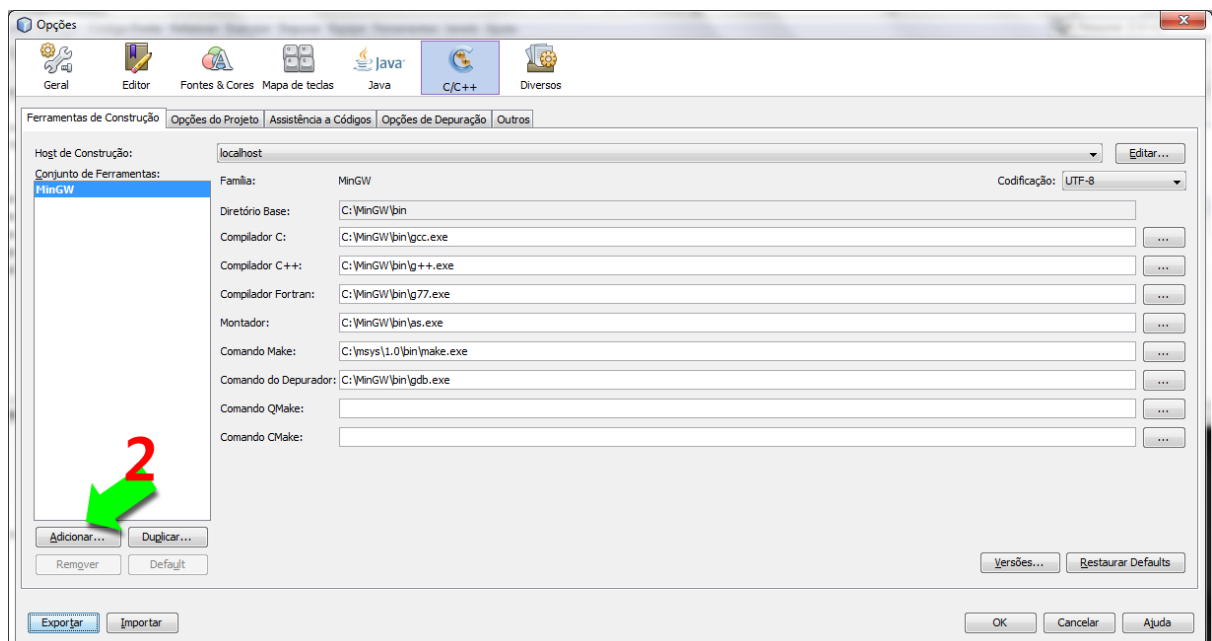 Opções
Geral Editor Fontes & Cores Mapa de teclas Java C/C++ Diversos
Ferramentas de Construção Opções do Projeto Assistência a Códigos Opções de Depuração Outros
Host de Construção: localhost Editar...
Conjunto de Ferramentas:
MinGW
Família: MinGW Codificação: UTF-8
Diretório Base: C:\MinGW\bin
Compilador C: C:\MinGW\bin\gcc.exe ...
Compilador C++: C:\MinGW\bin\g++.exe ...
Compilador Fortran: C:\MinGW\bin\g77.exe ...
Montador: C:\MinGW\bin\as.exe ...
Comando Make: C:\msys\1.0\bin\make.exe ...
Comando do Depurador: C:\MinGW\bin\gdb.exe ...
Comando QMake: ...
Comando CMake: ...
2
Adicionar... Duplicar...
Remover Default
Versões... Restaurar Defaults
Exportar Importar OK Cancelar Ajuda